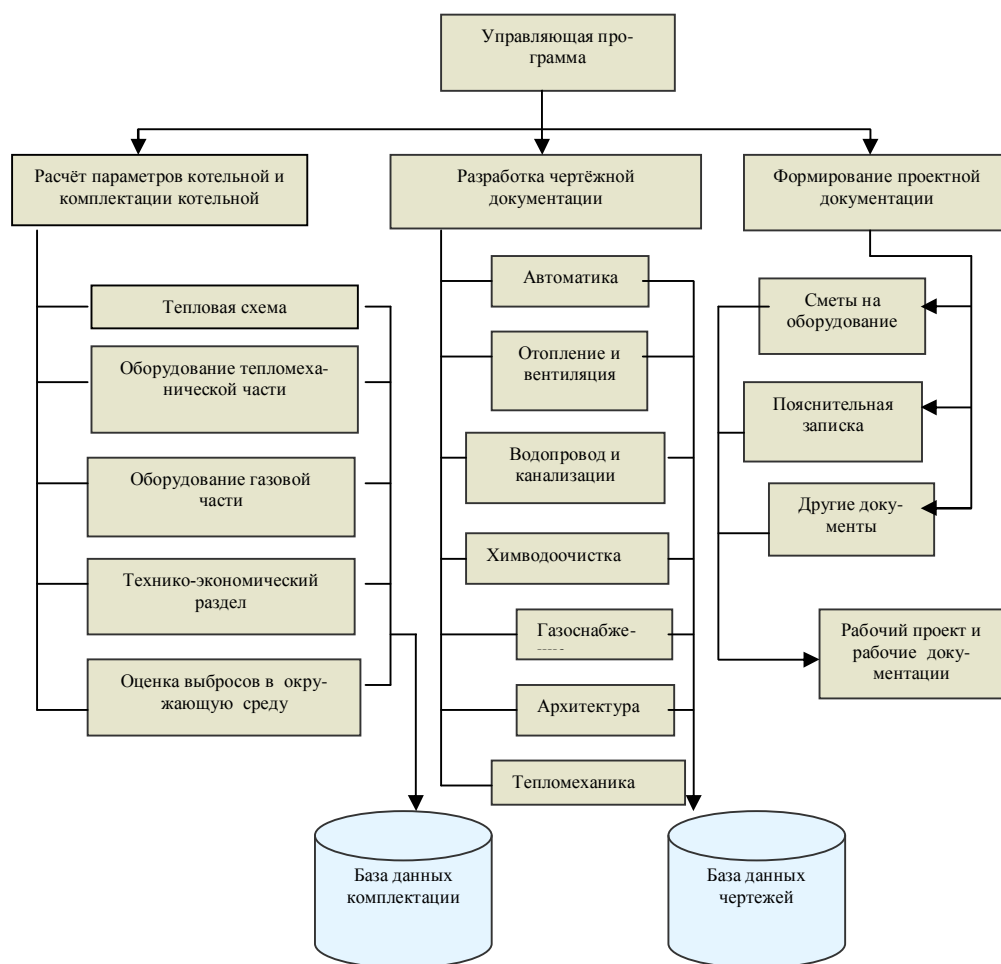 Управляющая про-
грамма
Расчёт параметров котельной и
комплектации котельной
Разработка чертёжной
документации
Формирование проектной
документации
Тепловая схема
Оборудование тепломеха-
нической части
Оборудование газовой
части
Технико-экономический
раздел
Оценка выбросов в окру-
жающую среду
Автоматика
Отопление и
вентиляция
Водопровод и
канализации
Химводоочистка
Газоснабже-
Архитектура
Тепломеханика
Сметы на
оборудование
Пояснительная
записка
Другие доку-
менты
Рабочий проект и
рабочие доку-
ментации
База данных
комплектации
База данных
чертежей